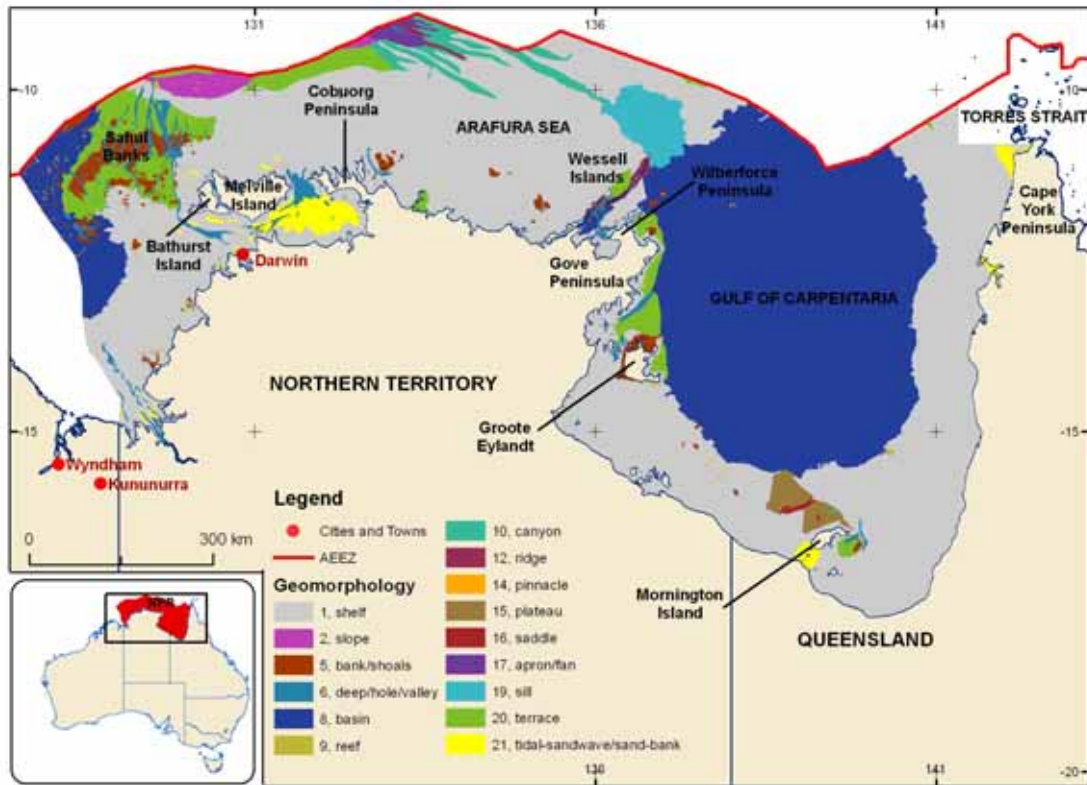 131
136
141
-10
-10
Cobuorg
Peninsula
ARAFURA SEA
TORRES STRAIT
Sahul
Banks
Wessell
Islands
Wilberforce
Peninsula
Melville
Island
Cape
York
Peninsula
Bathurst
Island
Darwin
Gove
Peninsula
GULF OF CARPENTARIA
NORTHERN TERRITORY
Groote
Eylandt
-15
-15
Wyndham
Kununurra
0
300 km
Mornington
Island
QUEENSLAND
Legend
Cities and Towns
AEEZ
Geomorphology
1, shelf
2, slope
5, bank/shoals
6, deep/hole/valley
8, basin
9, reef
10, canyon
12, ridge
14, pinnacle
15, plateau
16, saddle
17, apron/fan
19, sill
20, terrace
21, tidal-sandwave/sand-bank
136
141
-20